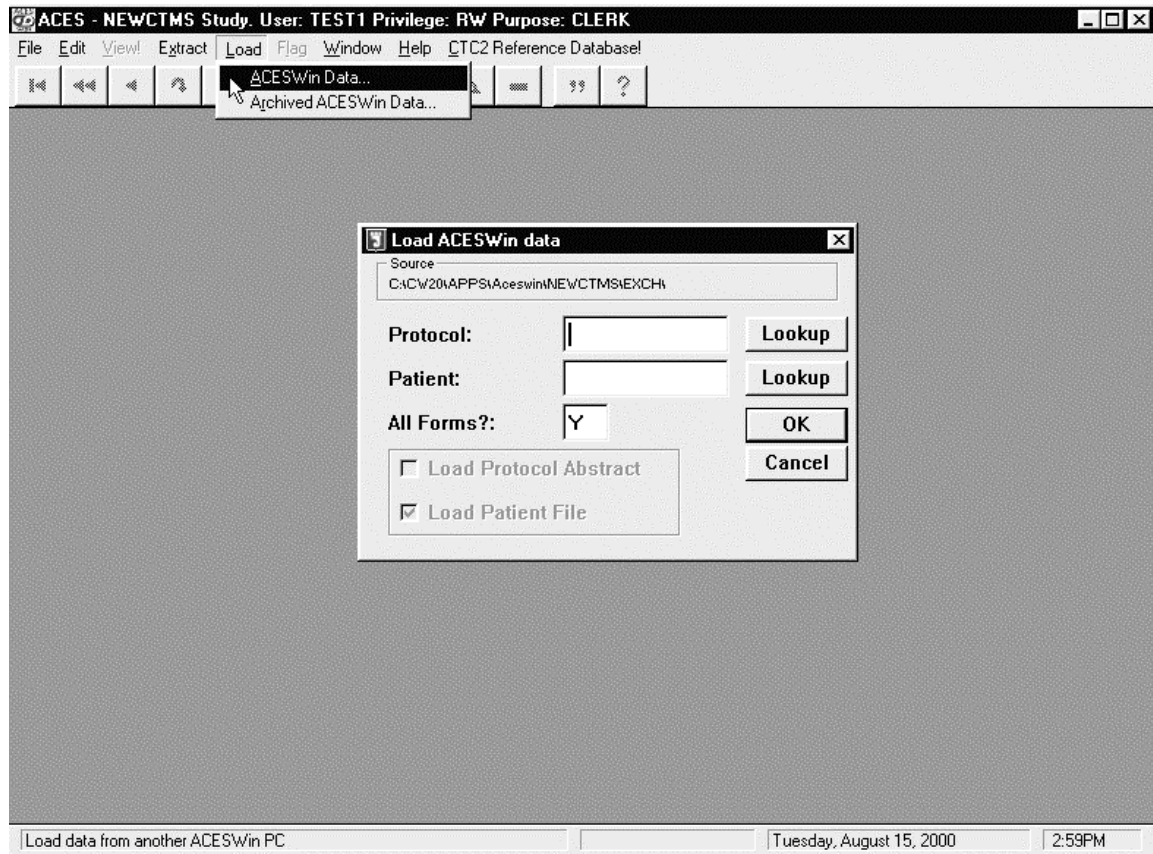 ACES - NEWCTMS Study. User: TEST1 Privilege: RW Purpose: CLERK
File Edit View! Extract Load Flag Window Help CTC2 Reference Database!
ACESWin Data...
Archived ACESWin Data...
Load ACESWin data
Source
C:\CW20\APPS\Aceswin\NEWCTMS\EXCH\
Protocol: Lookup
Patient: Lookup
All Forms?: Y OK
Cancel
Load Protocol Abstract
Load Patient File
Load data from another ACESWin PC Tuesday, August 15, 2000 2:59PM